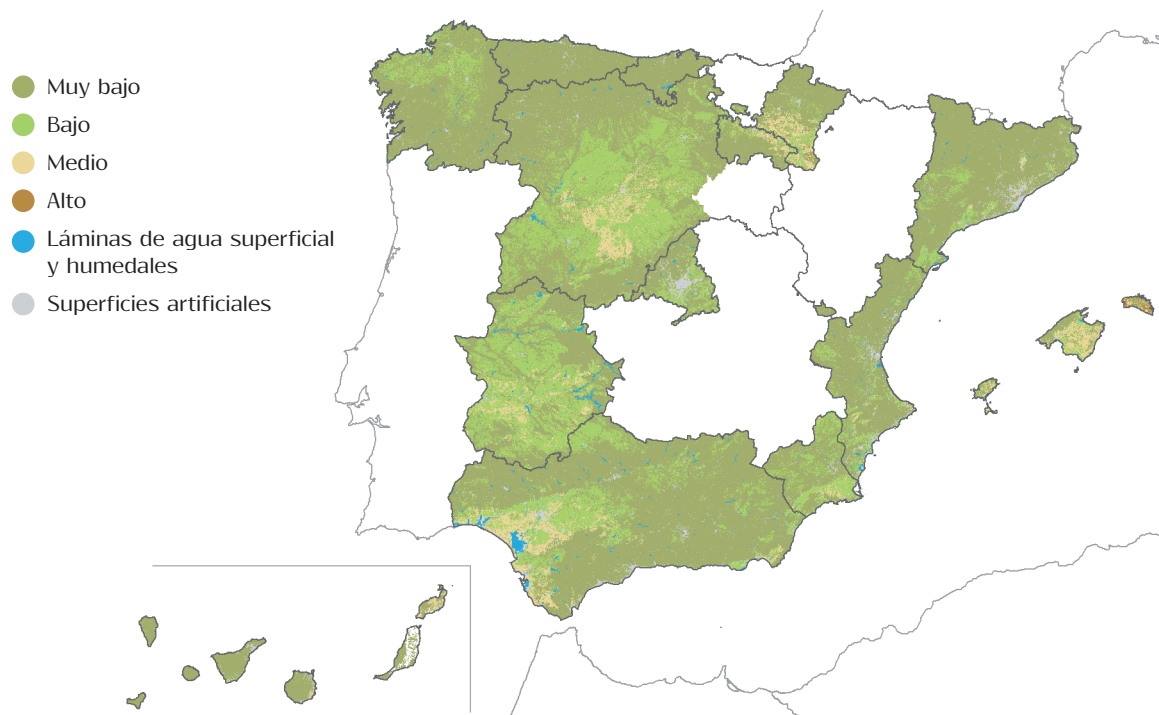 Muy bajo
Bajo
Medio
Alto
Láminas de agua superficial
y humedales
Superficies artificiales